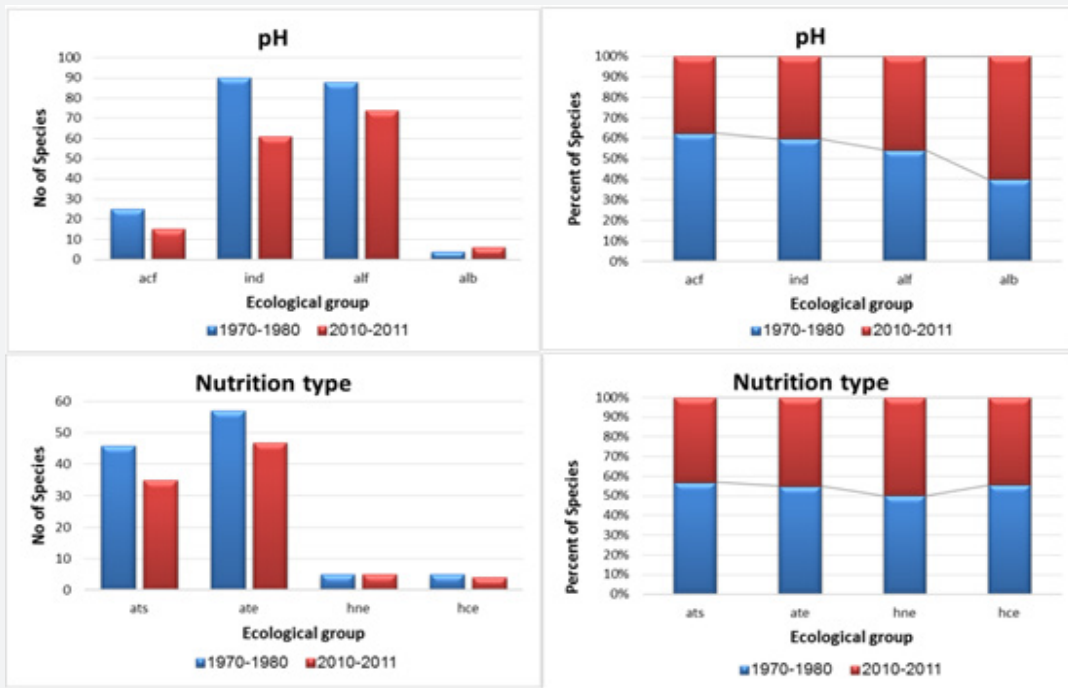 pH
No of Species
100
90
80
70
60
50
40
30
20
10
0
acf ind alf alb
Ecological group
1970-1980 2010-2011
pH
Percent of Species
100%
90%
80%
70%
60%
50%
40%
30%
20%
10%
0%
acf ind alf alb
Ecological group
1970-1980 2010-2011
Nutrition type
No of Species
60
50
40
30
20
10
0
ats ate hne hce
Ecological group
1970-1980 2010-2011
Nutrition type
Percent of Species
100%
90%
80%
70%
60%
50%
40%
30%
20%
10%
0%
ats ate hne hce
Ecological group
1970-1980 2010-2011